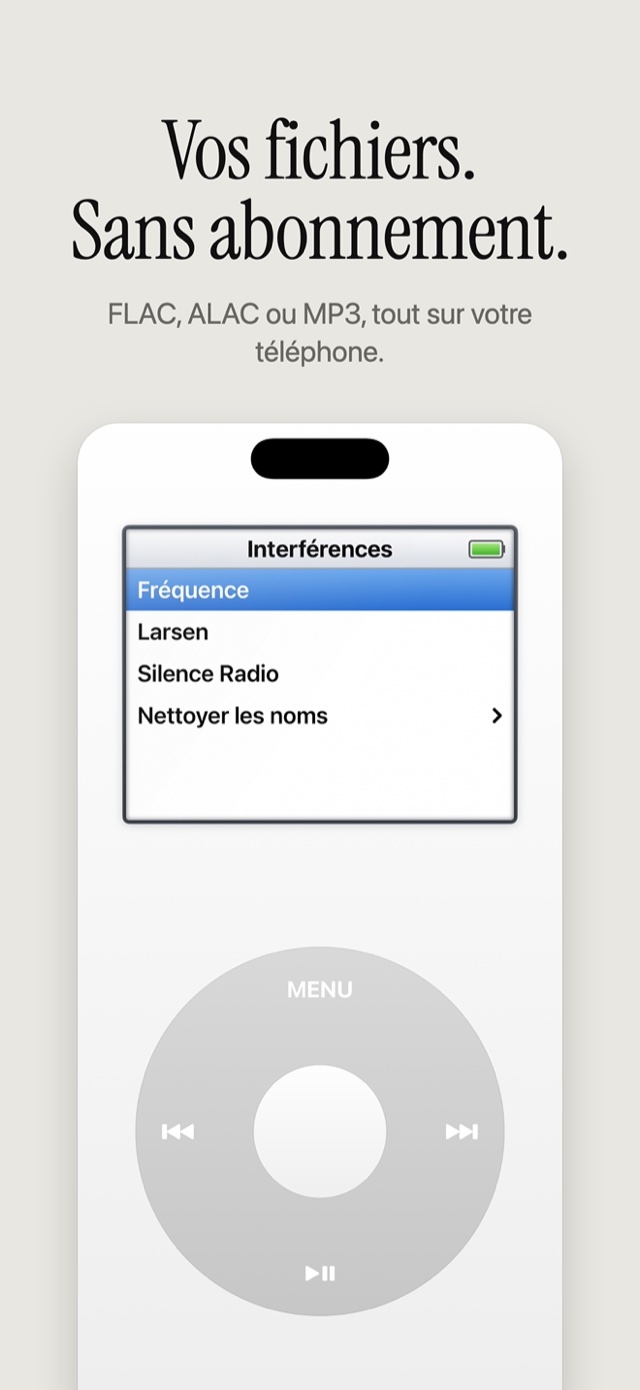 Vos fichiers.
Sans abonnement.
FLAC, ALAC ou MP3, tout sur votre
téléphone.
Interférences
Fréquence
Larsen
Silence Radio
Nettoyer les noms
MENU